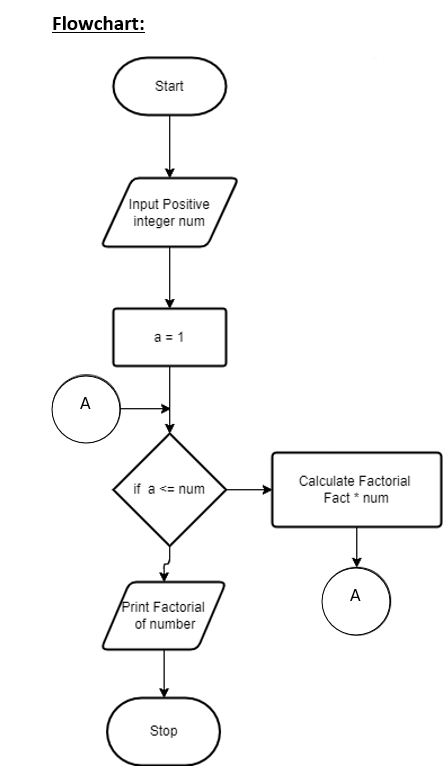 Flowchart:
Start
Input Positive
integer num
a = 1
A
if a <= num
Calculate Factorial
Fact * num
A
Print Factorial
of number
Stop